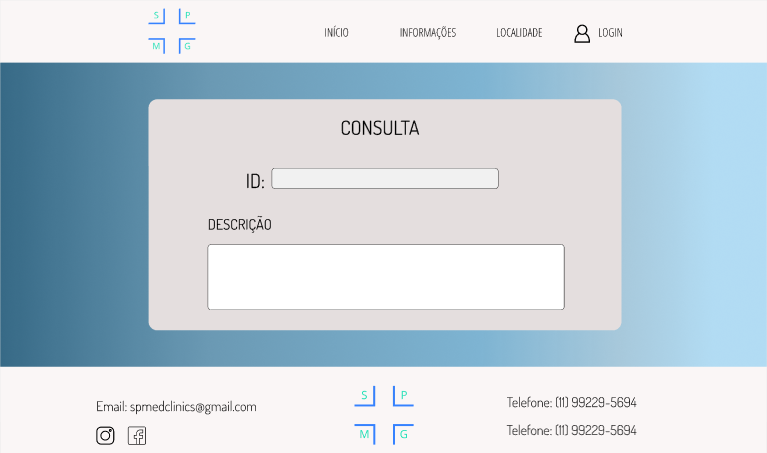 S P
M G
INÍCIO INFORMAÇÕES LOCALIDADE LOGIN
CONSULTA
ID:
DESCRIÇÃO
Email: spmedclinics@gmail.com
S P
M G
Telefone: (11) 99229-5694
Telefone: (11) 99229-5694